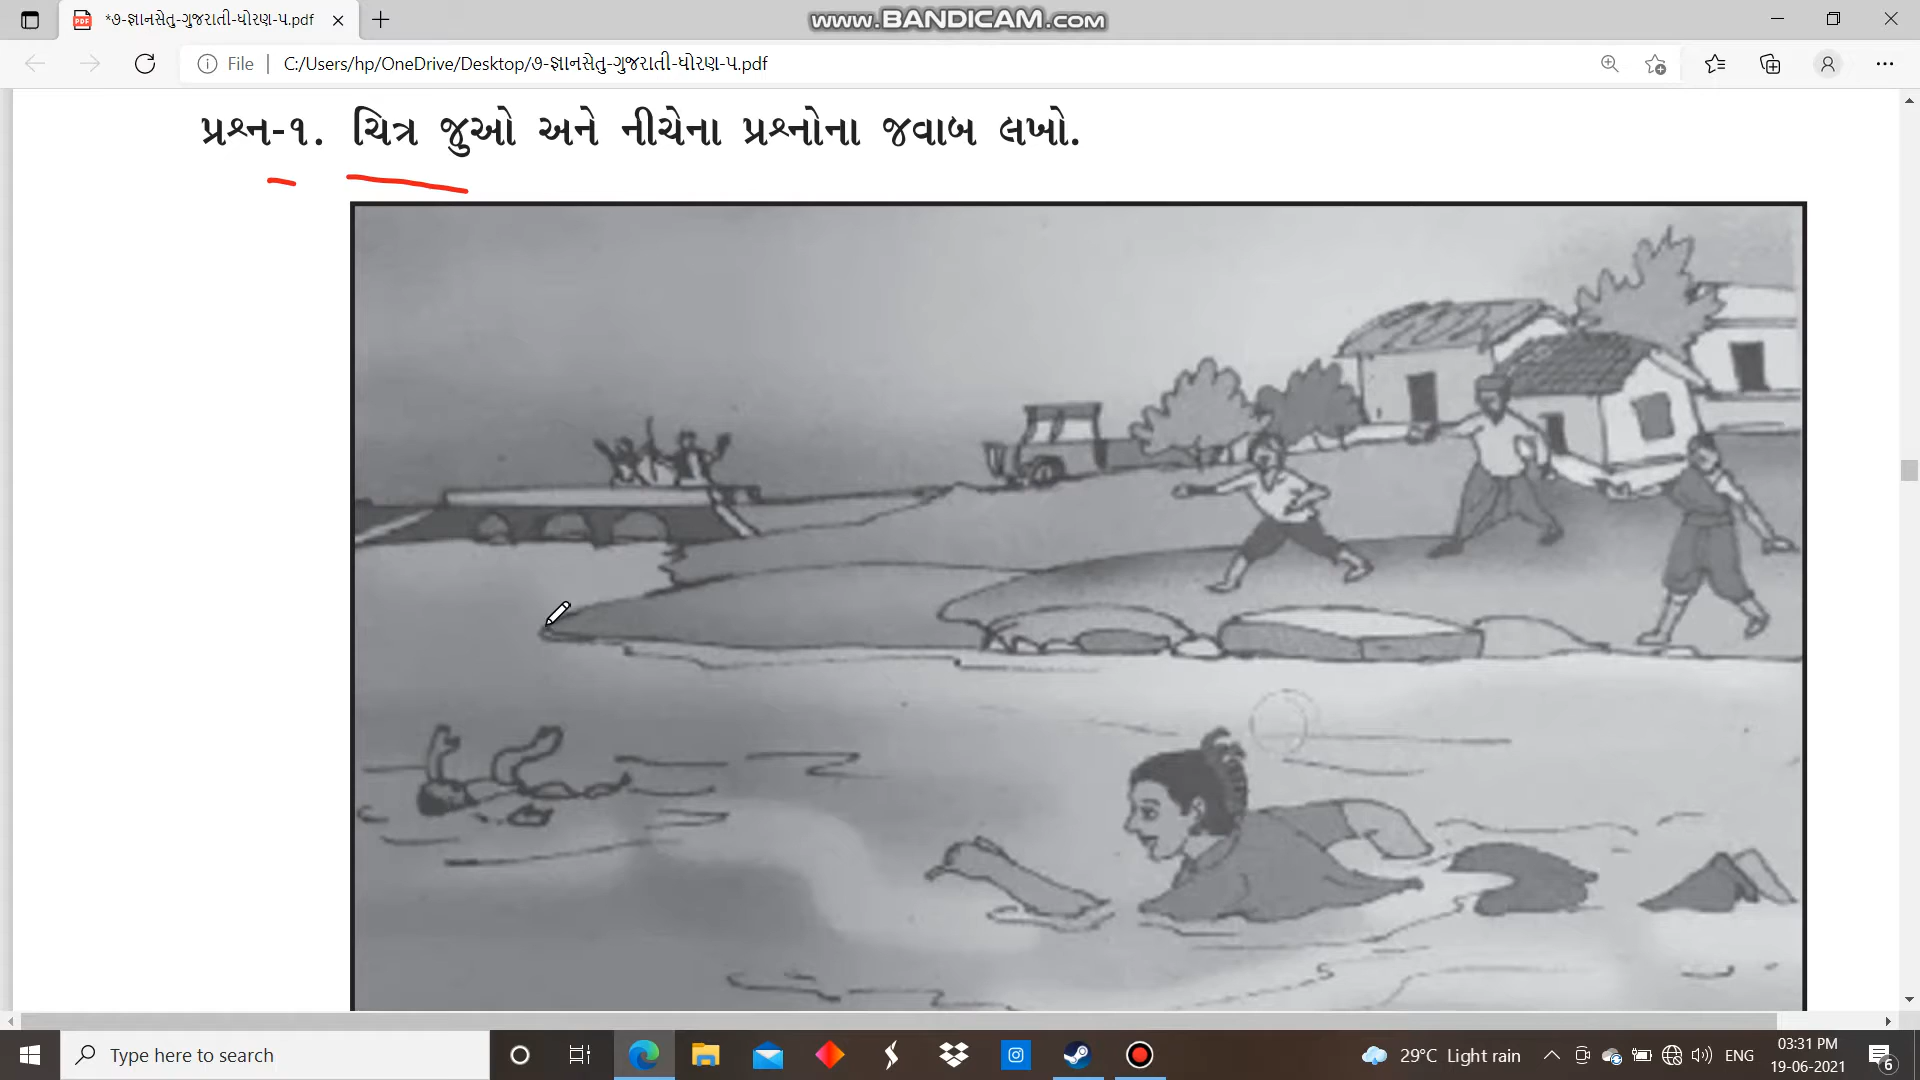 *૭-જ્ઞાનસેતુ-ગુજરાતી-ધોરણ-૫.pdf
www.BANDICAM.com
File
C:/Users/hp/OneDrive/Desktop/૭-જ્ઞાનસેતુ-ગુજરાતી-ધોરણ-૫.pdf
પ્રશ્ન-૧. ચિત્ર જુઓ અને નીચેના પ્રશ્નોના જવાબ લખો.
Type here to search
29°C Light rain
ENG
03:31 PM
19-06-2021
6